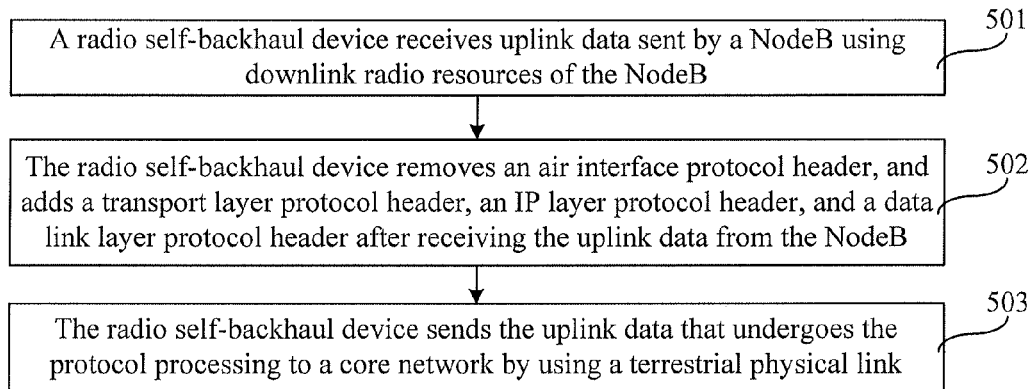 501
A radio self-backhaul device receives uplink data sent by a NodeB using
downlink radio resources of the NodeB
502
The radio self-backhaul device removes an air interface protocol header, and
adds a transport layer protocol header, an IP layer protocol header, and a data
link layer protocol header after receiving the uplink data from the NodeB
503
The radio self-backhaul device sends the uplink data that undergoes the
protocol processing to a core network by using a terrestrial physical link